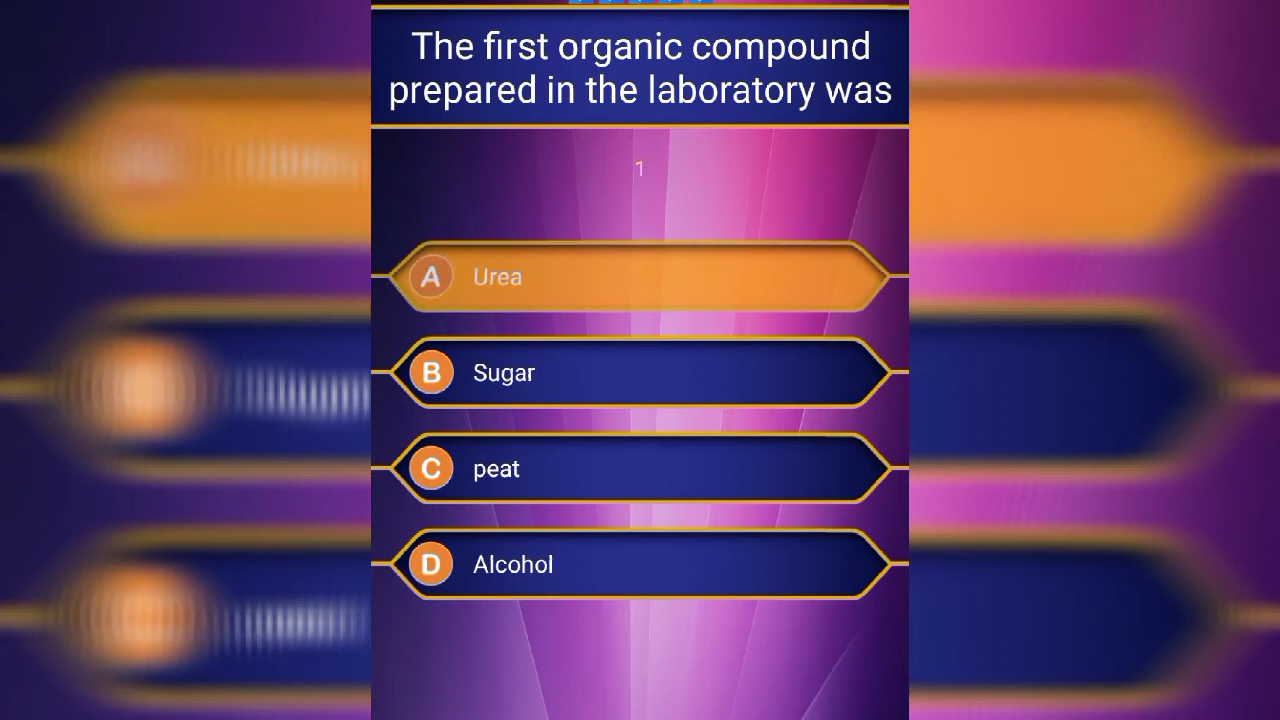 The first organic compound
prepared in the laboratory was
1
A Urea
B Sugar
C peat
D Alcohol